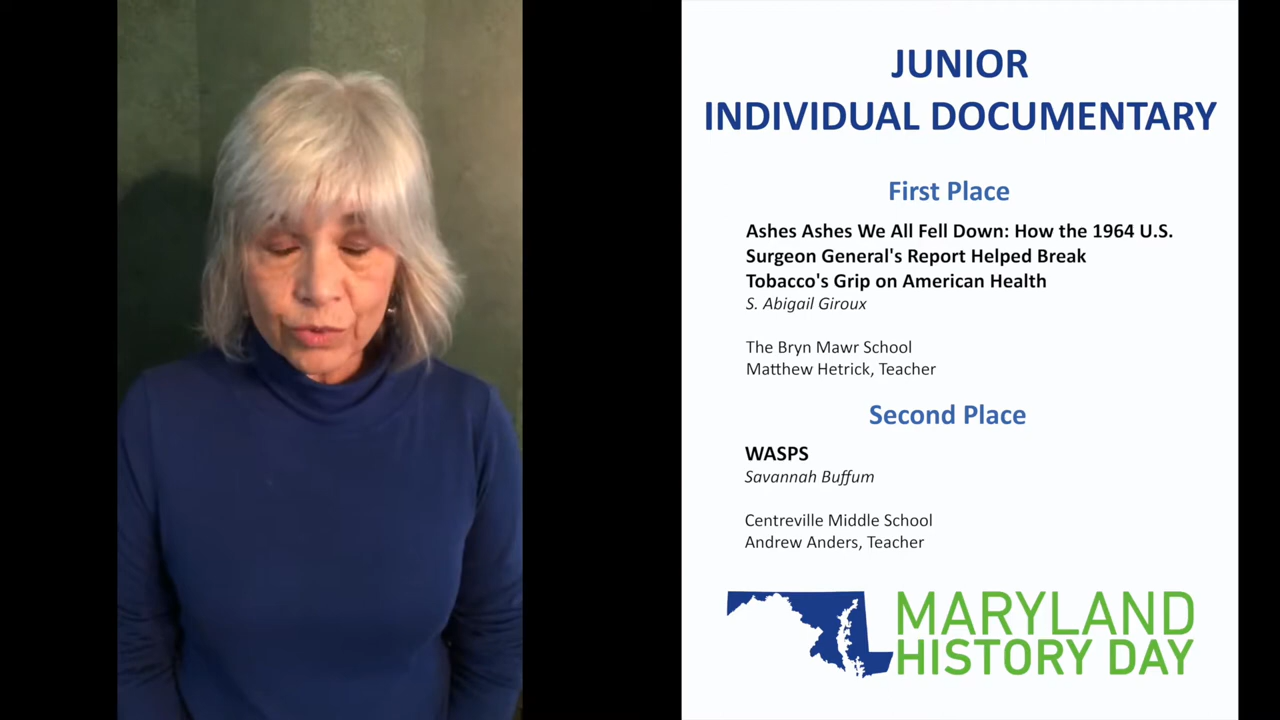 JUNIOR
INDIVIDUAL DOCUMENTARY
First Place
Ashes Ashes We All Fell Down: How the 1964 U.S.
Surgeon General's Report Helped Break
Tobacco's Grip on American Health
S. Abigail Giroux
The Bryn Mawr School
Matthew Hetrick, Teacher
Second Place
WASPS
Savannah Buffum
Centreville Middle School
Andrew Anders, Teacher
MARYLAND
HISTORY DAY